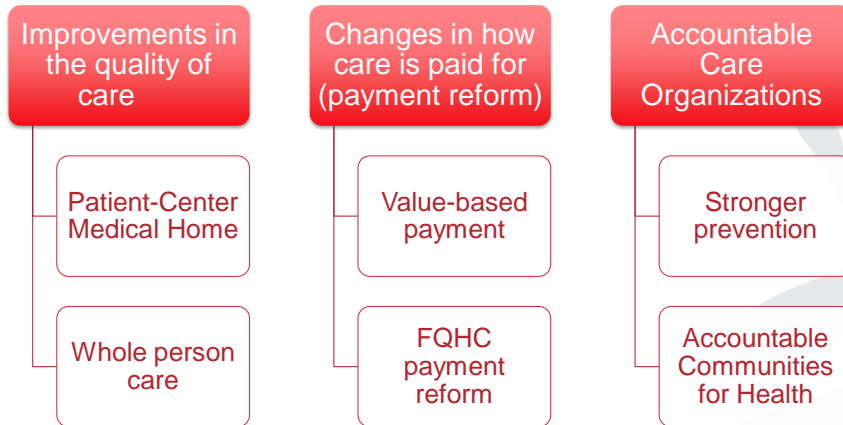 Improvements in
the quality of
care
Patient-Center
Medical Home
Whole person
care
Changes in how
care is paid for
(payment reform)
Value-based
payment
FQHC
payment
reform
Accountable
Care
Organizations
Stronger
prevention
Accountable
Communities
for Health